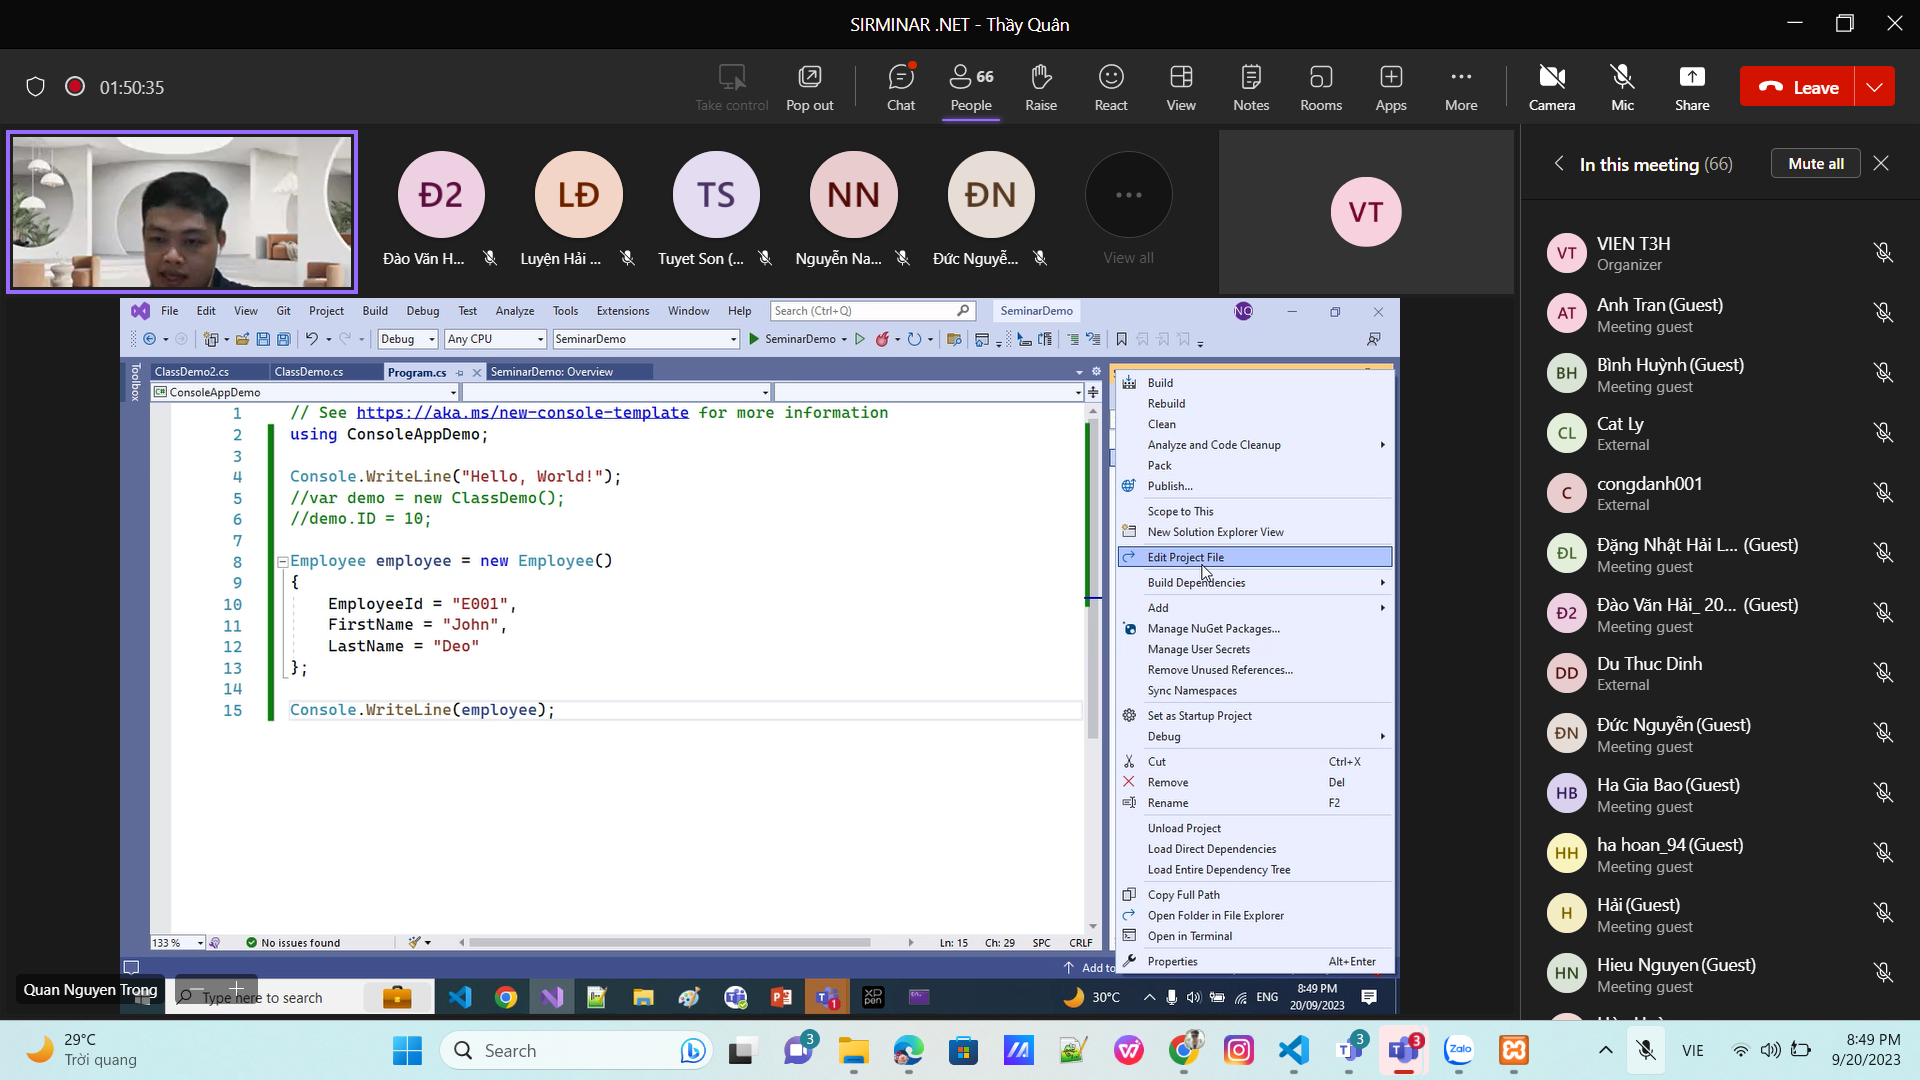 SIRMINAR .NET - Thầy Quân
01:50:35
Take control
Pop out
Chat
66
People
Raise
React
View
Notes
Rooms
Apps
More
Camera
Mic
Share
Leave
Đ2
LĐ
TS
NN
ĐN
VT
Đào Văn H...
Luyện Hải ...
Tuyet Son (...
Nguyễn Na...
Đức Nguyễ...
View all
In this meeting (66)
Mute all
VT
VIEN T3H
Organizer
AT
Anh Tran (Guest)
Meeting guest
BH
Bình Huỳnh (Guest)
Meeting guest
CL
Cat Ly
External
C
congdanh001
External
ĐL
Đặng Nhật Hải L... (Guest)
Meeting guest
Đ2
Đào Văn Hải_ 20... (Guest)
Meeting guest
DD
Du Thuc Dinh
External
ĐN
Đức Nguyễn (Guest)
Meeting guest
HB
Ha Gia Bao (Guest)
Meeting guest
HH
ha hoan_94 (Guest)
Meeting guest
H
Hải (Guest)
Meeting guest
HN
Hieu Nguyen (Guest)
Meeting guest
File Edit View Git Project Build Debug Test Analyze Tools Extensions Window Help
Search (Ctrl+Q)
SeminarDemo
NQ
Debug
Any CPU
SeminarDemo
SeminarDemo
Toolbox
ClassDemo2.cs
ClassDemo.cs
Program.cs
SeminarDemo: Overview
ConsoleAppDemo
1 // See https://aka.ms/new-console-template for more information
2 using ConsoleAppDemo;
3
4 Console.WriteLine("Hello, World!");
5 //var demo = new ClassDemo();
6 //demo.ID = 10;
7
8 Employee employee = new Employee()
9 {
10 EmployeeId = "E001",
11 FirstName = "John",
12 LastName = "Deo"
13 };
14
15 Console.WriteLine(employee);
Build
Rebuild
Clean
Analyze and Code Cleanup
Pack
Publish...
Scope to This
New Solution Explorer View
Edit Project File
Build Dependencies
Add
Manage NuGet Packages...
Manage User Secrets
Remove Unused References...
Sync Namespaces
Set as Startup Project
Debug
Cut Ctrl+X
Remove Del
Rename F2
Unload Project
Load Direct Dependencies
Load Entire Dependency Tree
Copy Full Path
Open Folder in File Explorer
Open in Terminal
Properties Alt+Enter
133 %
No issues found
Ln: 15 Ch: 29 SPC CRLF
Add to
Quan Nguyen Trong
Type here to search
1
xp
pen
30°C
ENG
8:49 PM
20/09/2023
29°C
Trời quang
Search
3
3
3
Zalo
VIE
8:49 PM
9/20/2023